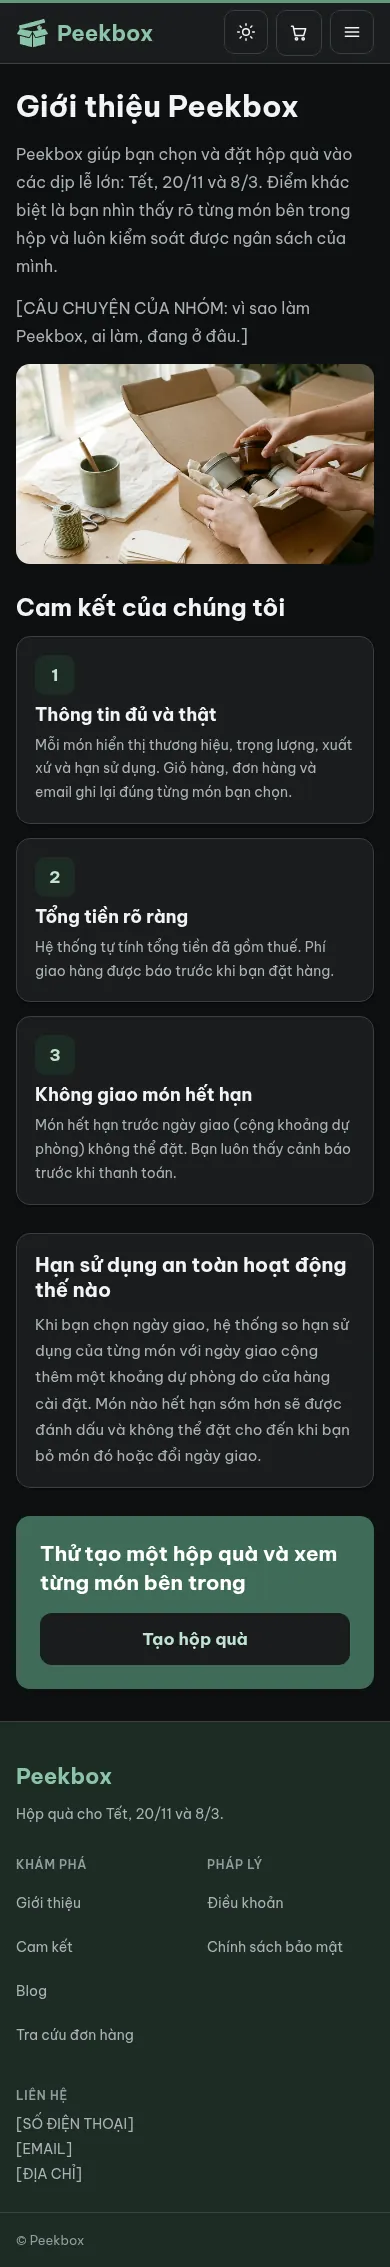 Peekbox
Giới thiệu Peekbox
Peekbox giúp bạn chọn và đặt hộp quà vào
các dịp lễ lớn: Tết, 20/11 và 8/3. Điểm khác
biệt là bạn nhìn thấy rõ từng món bên trong
hộp và luôn kiểm soát được ngân sách của
mình.
[CÂU CHUYỆN CỦA NHÓM: vì sao làm
Peekbox, ai làm, đang ở đâu.]
Cam kết của chúng tôi
1
Thông tin đủ và thật
Mỗi món hiển thị thương hiệu, trọng lượng, xuất
xứ và hạn sử dụng. Giỏ hàng, đơn hàng và
email ghi lại đúng từng món bạn chọn.
2
Tổng tiền rõ ràng
Hệ thống tự tính tổng tiền đã gồm thuế. Phí
giao hàng được báo trước khi bạn đặt hàng.
3
Không giao món hết hạn
Món hết hạn trước ngày giao (cộng khoảng dự
phòng) không thể đặt. Bạn luôn thấy cảnh báo
trước khi thanh toán.
Hạn sử dụng an toàn hoạt động
thế nào
Khi bạn chọn ngày giao, hệ thống so hạn sử
dụng của từng món với ngày giao cộng
thêm một khoảng dự phòng do cửa hàng
cài đặt. Món nào hết hạn sớm hơn sẽ được
đánh dấu và không thể đặt cho đến khi bạn
bỏ món đó hoặc đổi ngày giao.
Thử tạo một hộp quà và xem
từng món bên trong
Tạo hộp quà
Peekbox
Hộp quà cho Tết, 20/11 và 8/3.
KHÁM PHÁ
Giới thiệu
Cam kết
Blog
Tra cứu đơn hàng
PHÁP LÝ
Điều khoản
Chính sách bảo mật
LIÊN HỆ
[SỐ ĐIỆN THOẠI]
[EMAIL]
[ĐỊA CHỈ]
© Peekbox